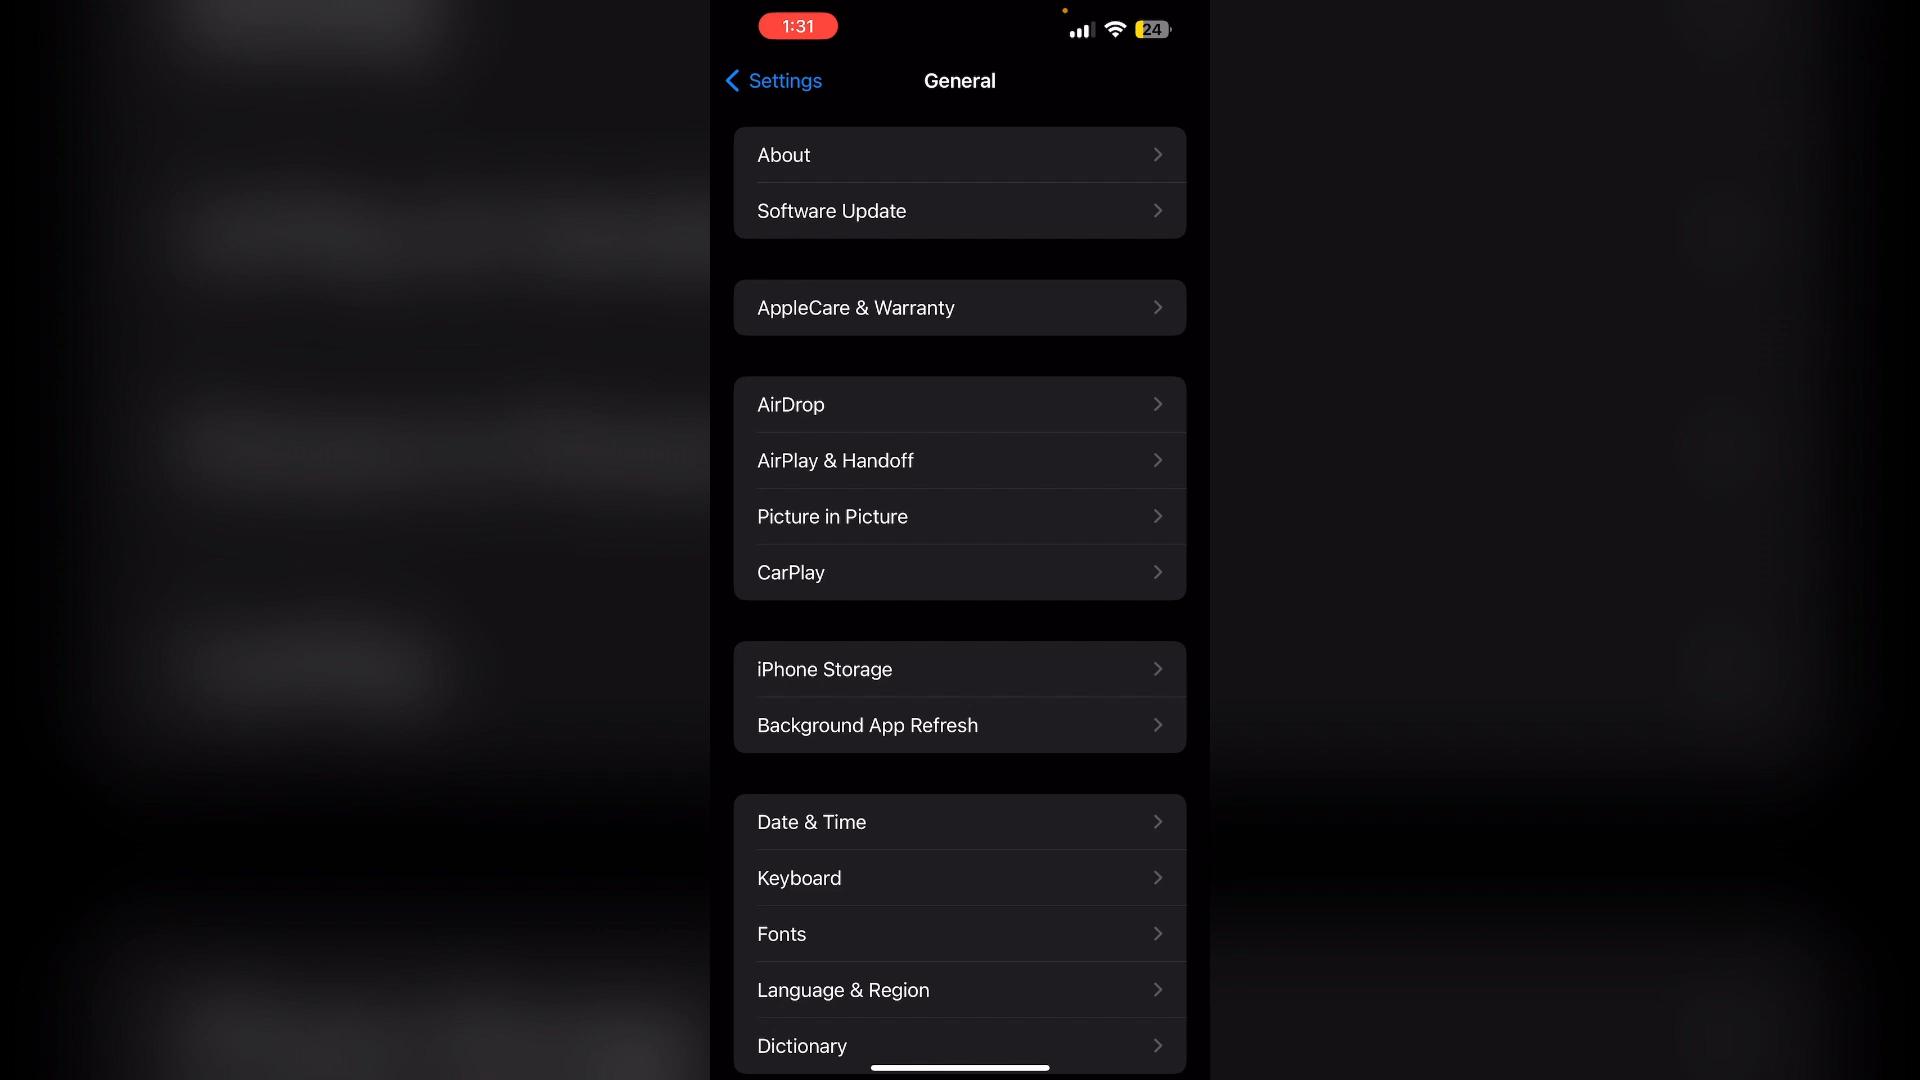 1:31
24
Settings
General
About
Software Update
AppleCare & Warranty
AirDrop
AirPlay & Handoff
Picture in Picture
CarPlay
iPhone Storage
Background App Refresh
Date & Time
Keyboard
Fonts
Language & Region
Dictionary